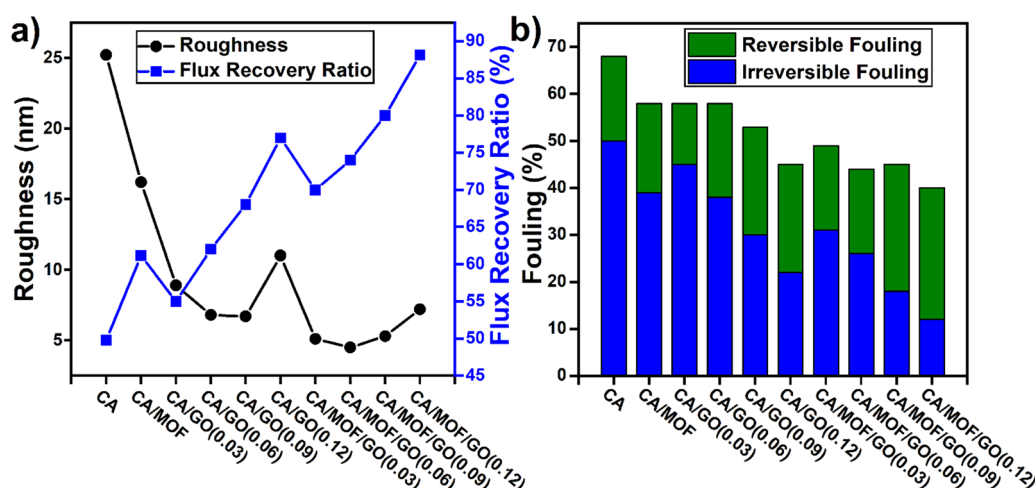 a)
Roughness
Flux Recovery Ratio
Roughness (nm)
25
20
15
10
5
Flux Recovery Ratio (%)
90
85
80
75
70
65
60
55
50
45
CA
CA/MOF
CA/GO(0.03)
CA/GO(0.06)
CA/GO(0.09)
CA/GO(0.12)
CA/MOF/GO(0.03)
CA/MOF/GO(0.06)
CA/MOF/GO(0.09)
CA/MOF/GO(0.12)
b)
Reversible Fouling
Irreversible Fouling
Fouling (%)
70
60
50
40
30
20
10
0
CA
CA/MOF
CA/GO(0.03)
CA/GO(0.06)
CA/GO(0.09)
CA/GO(0.12)
CA/MOF/GO(0.03)
CA/MOF/GO(0.06)
CA/MOF/GO(0.09)
CA/MOF/GO(0.12)